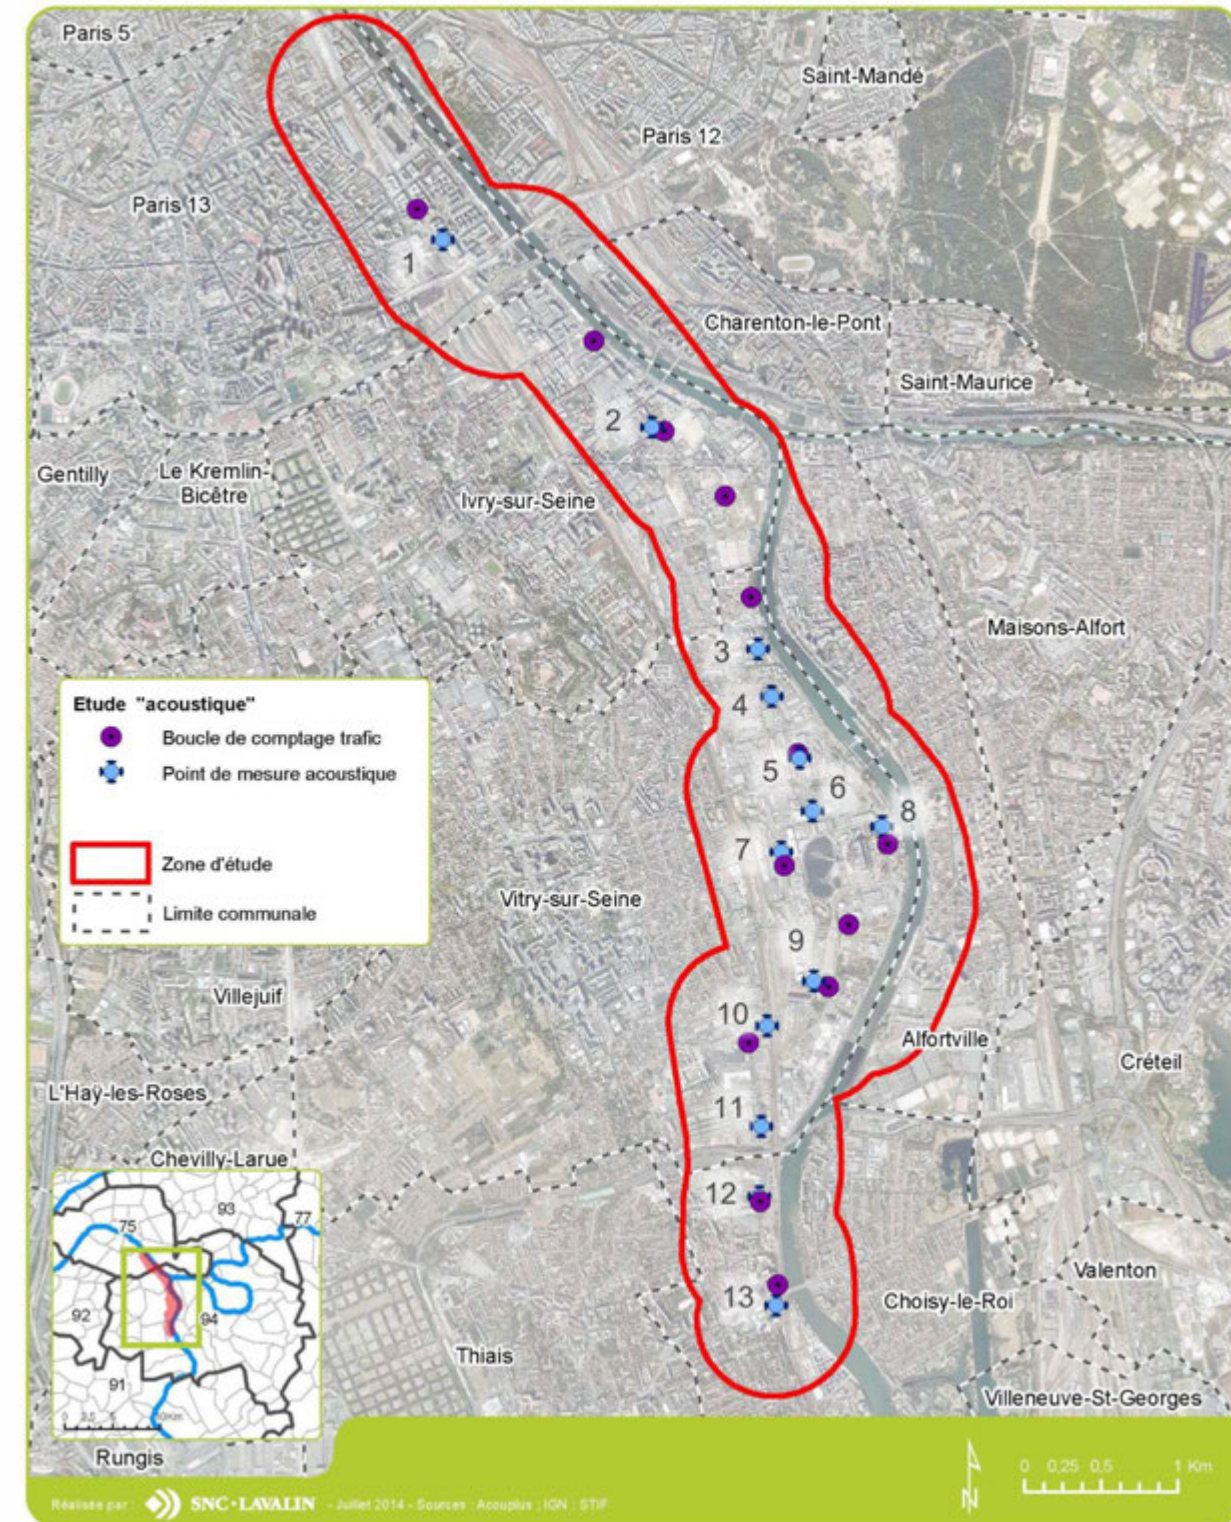 Paris 5
Saint-Mandé
Paris 12
Paris 13
1
Charenton-le-Pont
Saint-Maurice
2
Gentilly
Le Kremlin-
Bicêtre
Ivry-sur-Seine
Maisons-Alfort
3
4
Etude "acoustique"
Boucle de comptage trafic
Point de mesure acoustique
Zone d'étude
Limite communale
5
6
8
7
Vitry-sur-Seine
9
Villejuif
10
Alfortville
Créteil
L'Haÿ-les-Roses
11
Chevilly-Larue
12
93
77
75
92
94
91
Valenton
13
Choisy-le-Roi
Thiais
Villeneuve-St-Georges
Rungis
N
0 0,25 0,5 1 Km
Réalisée par : SNC•LAVALIN - Juillet 2014 - Sources : Acouplus ; IGN ; STIF